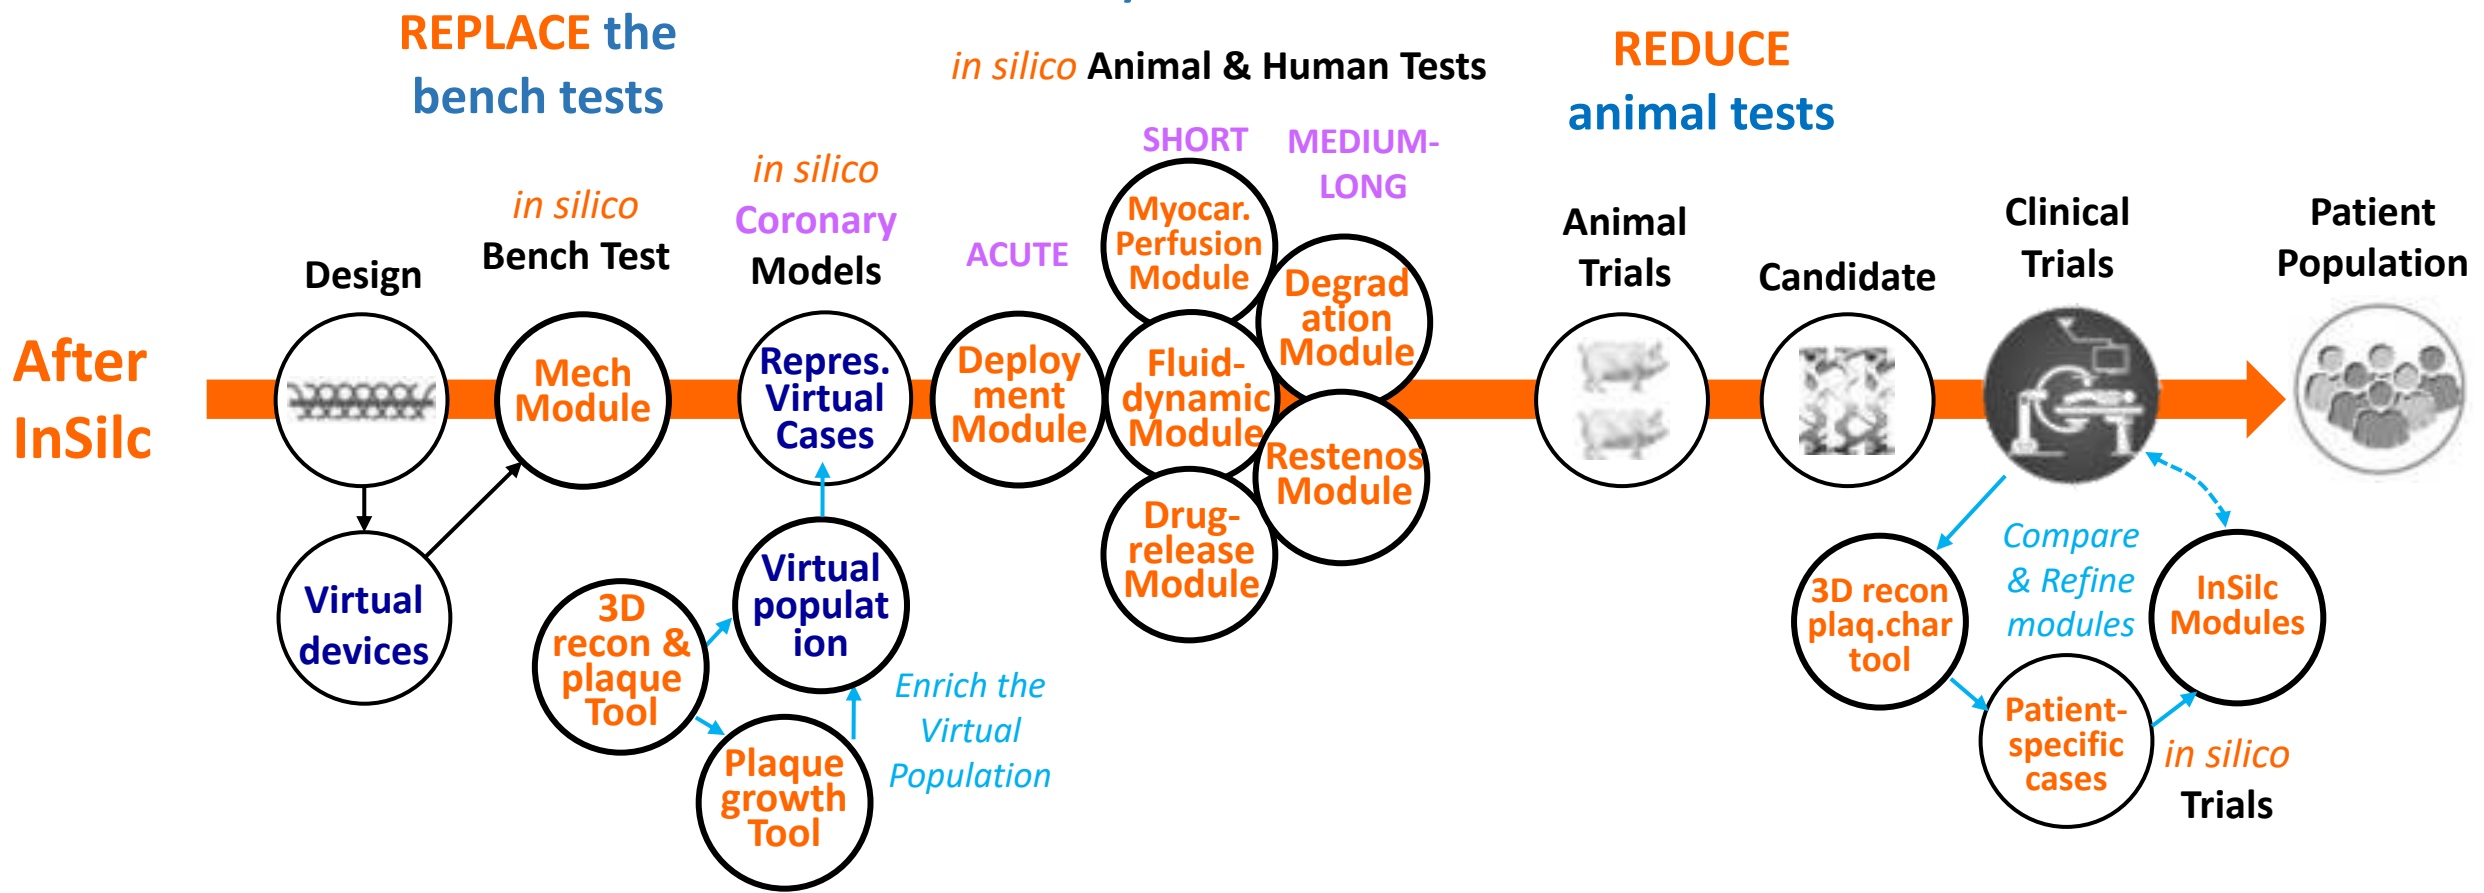 REPLACE the
bench tests
in silico Animal & Human Tests
REDUCE
animal tests
SHORT
MEDIUM-
LONG
in silico
Bench Test
in silico
Coronary
Models
ACUTE
Design
Animal
Trials
Candidate
Clinical
Trials
Patient
Population
After
InSilc
Mech
Module
Repres.
Virtual
Cases
Deploy
ment
Module
Myocar.
Perfusion
Module
Fluid-
dynamic
Module
Drug-
release
Module
Degrad
ation
Module
Restenos
Module
Virtual
devices
3D
recon &
plaque
Tool
Virtual
populat
ion
Plaque
growth
Tool
Enrich the
Virtual
Population
3D recon
plaq.char
tool
Compare
& Refine
modules
InSilc
Modules
Patient-
specific
cases
in silico
Trials